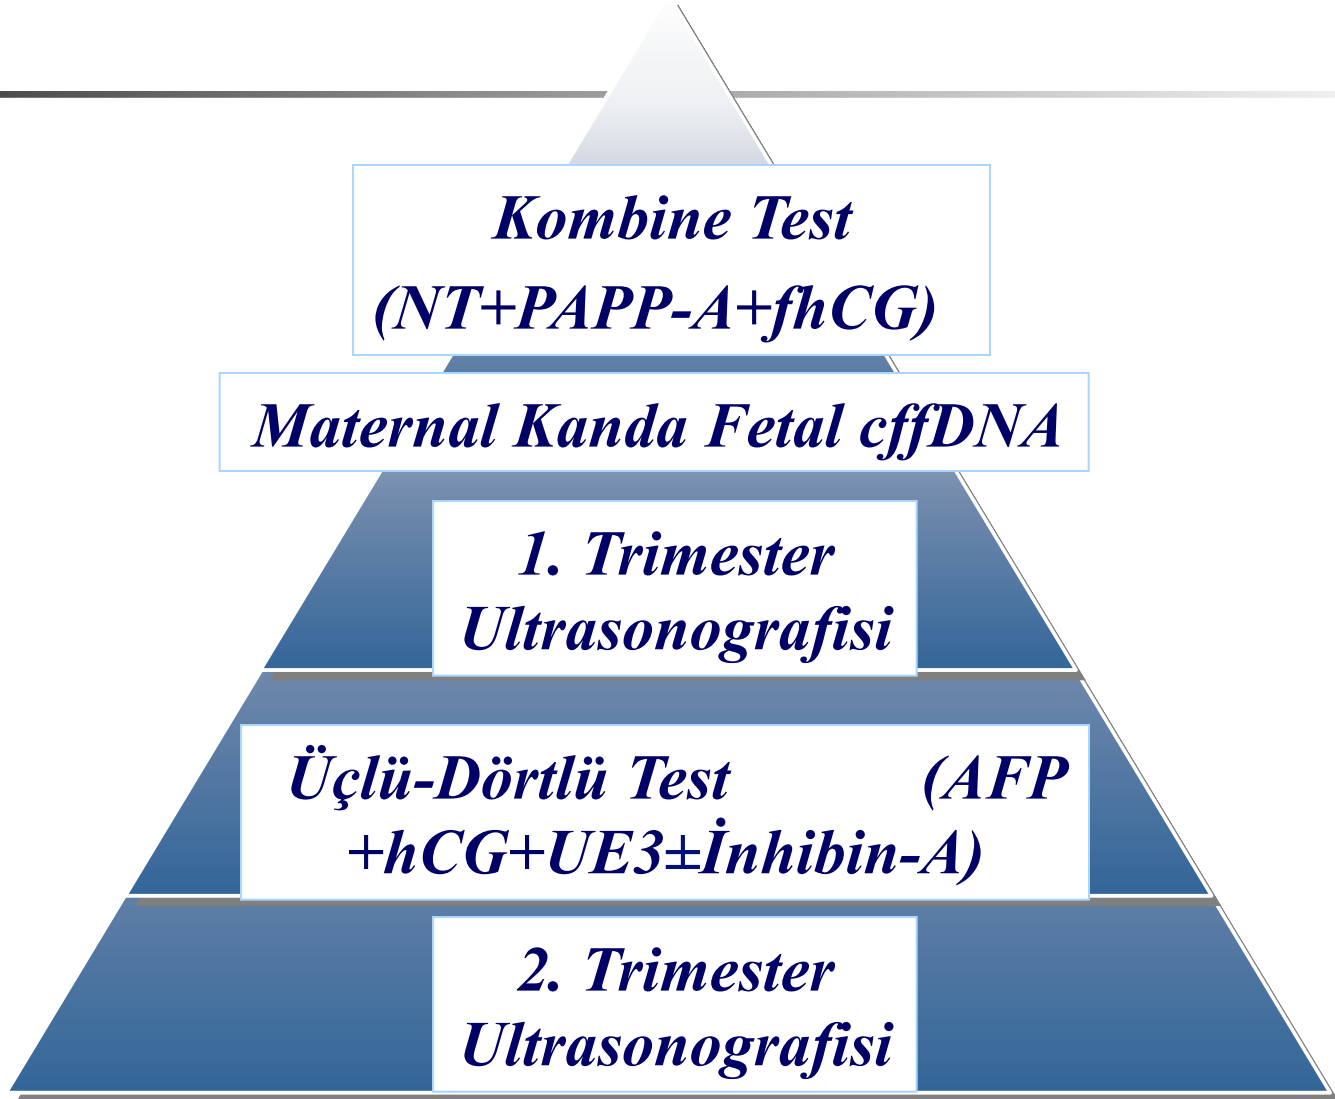 Kombine Test
(NT+PAPP-A+fhCG)
Maternal Kanda Fetal cffDNA
1. Trimester
Ultrasonografisi
Üçlü-Dörtlü Test (AFP
+hCG+UE3±İnhibin-A)
2. Trimester
Ultrasonografisi